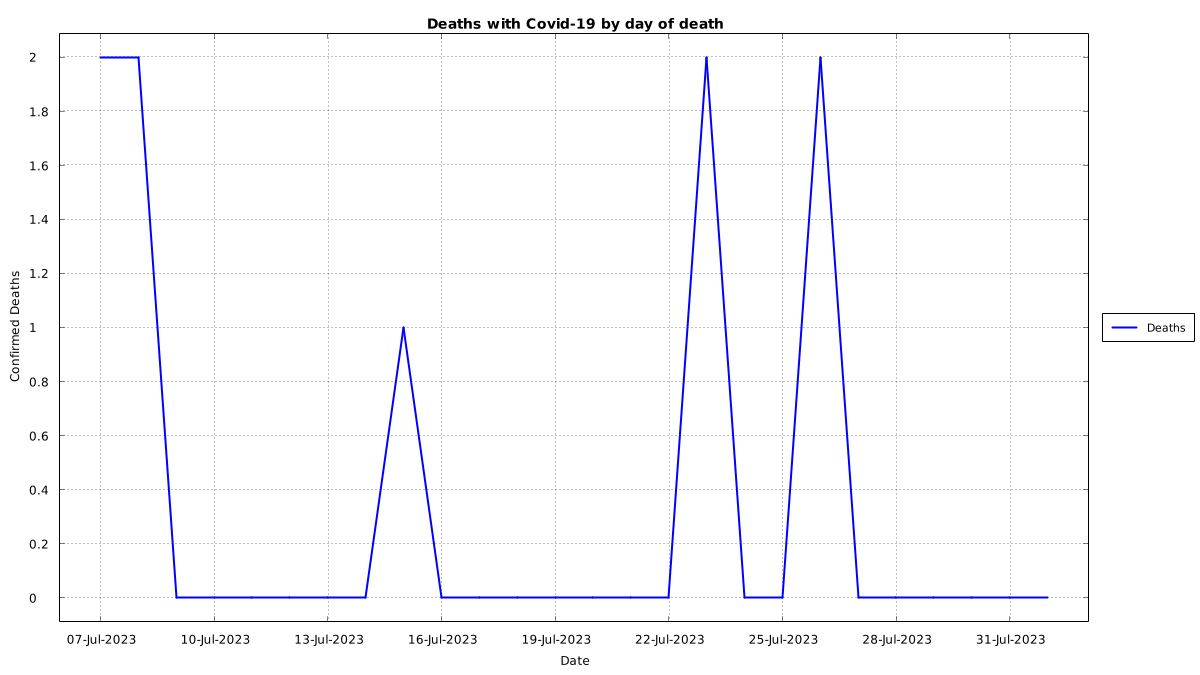 Deaths with Covid-19 by day of death
2
1.8
1.6
1.4
1.2
1
0.8
0.6
0.4
0.2
0
Confirmed Deaths
07-Jul-2023 10-Jul-2023 13-Jul-2023 16-Jul-2023 19-Jul-2023 22-Jul-2023 25-Jul-2023 28-Jul-2023 31-Jul-2023
Date
Deaths